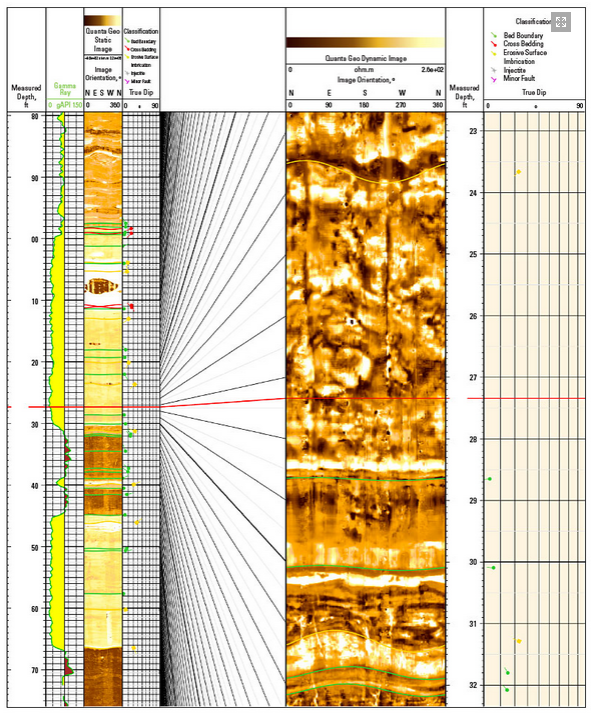 Quanta Geo
Static
Image
Image
Orientation, °
N E S W N
0 360
Classification
Bed Boundary
Cross Bedding
Erosive Surface
Imbrication
Injectite
Minor Fault
True Dip
0 90
Measured
Depth,
ft
Gamma
Ray
0 gAPI 150
Quanta Geo Dynamic Image
0 ohm.m 2.6e+02
Image Orientation, °
N E S W N
0 90 180 270 360
Measured
Depth,
ft
Classification
Bed Boundary
Cross Bedding
Erosive Surface
Imbrication
Injectite
Minor Fault
True Dip
0 90
80
90
00
10
20
30
40
50
60
70
23
24
25
26
27
28
29
30
31
32